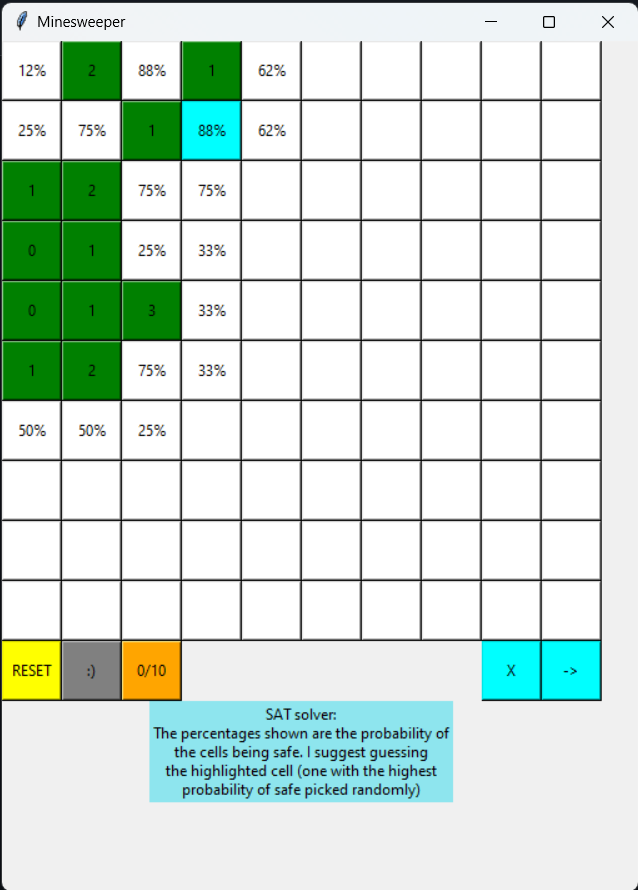 Minesweeper
12% 2 88% 1 62%
25% 75% 1 88% 62%
1 2 75% 75%
0 1 25% 33%
0 1 3 33%
1 2 75% 33%
50% 50% 25%
RESET :) 0/10 X ->
SAT solver:
The percentages shown are the probability of
the cells being safe. I suggest guessing
the highlighted cell (one with the highest
probability of safe picked randomly)